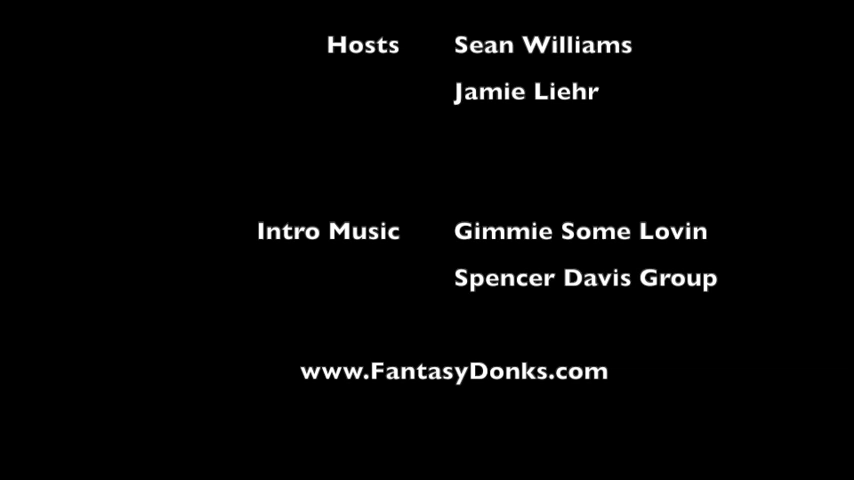 Hosts Sean Williams
Jamie Liehr
Intro Music Gimmie Some Lovin
Spencer Davis Group
www.FantasyDonks.com